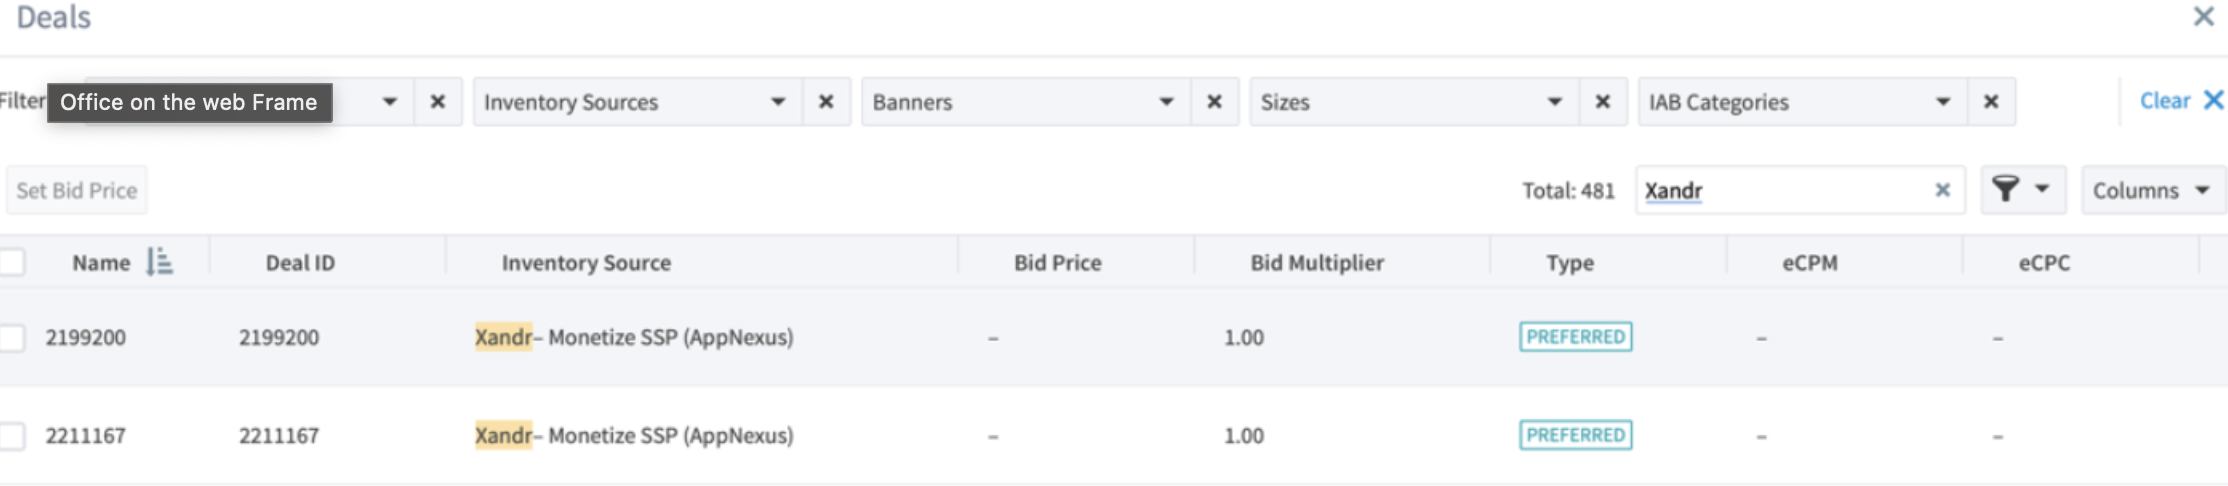 Deals
Filter Office on the web Frame Inventory Sources Banners Sizes IAB Categories Clear
Set Bid Price Total: 481 Xandr Columns
Name Deal ID Inventory Source Bid Price Bid Multiplier Type eCPM eCPC
2199200 2199200 Xandr– Monetize SSP (AppNexus) – 1.00 PREFERRED – –
2211167 2211167 Xandr– Monetize SSP (AppNexus) – 1.00 PREFERRED – –